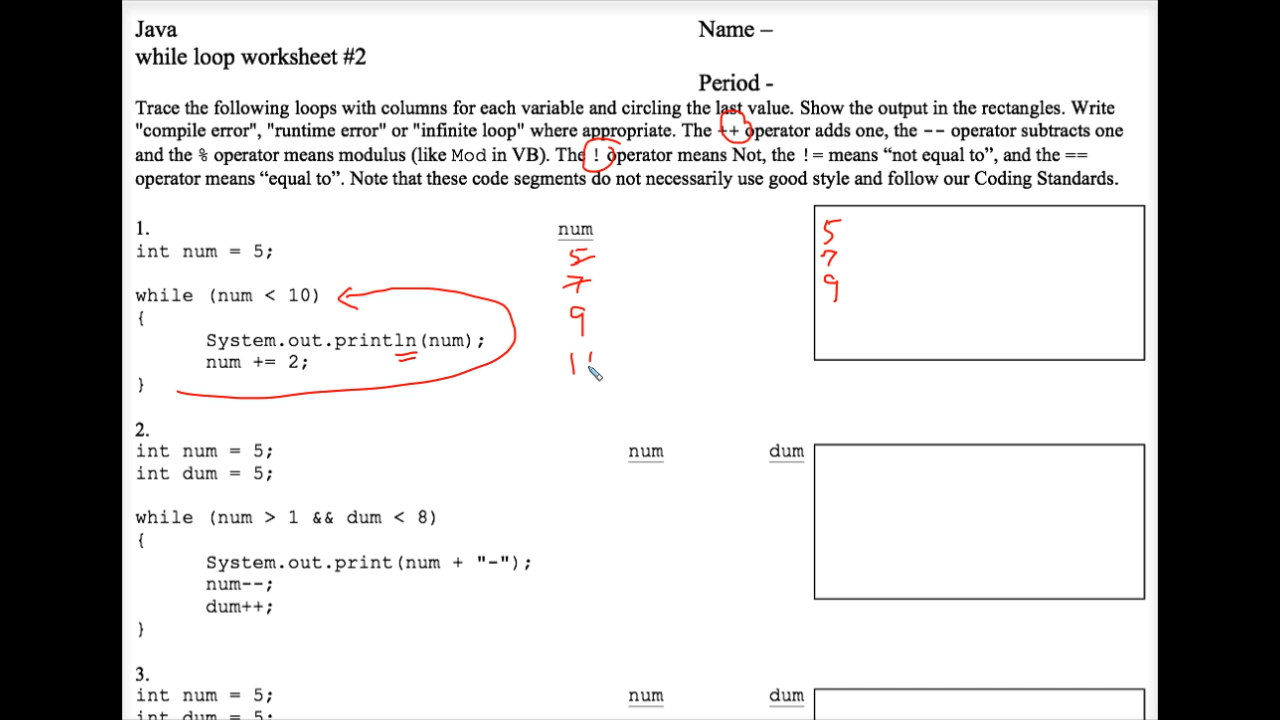 Java
Name –
while loop worksheet #2
Period -
Trace the following loops with columns for each variable and circling the last value. Show the output in the rectangles. Write
"compile error", "runtime error" or "infinite loop" where appropriate. The ++ operator adds one, the -- operator subtracts one
and the % operator means modulus (like Mod in VB). The ! operator means Not, the != means “not equal to”, and the ==
operator means “equal to”. Note that these code segments do not necessarily use good style and follow our Coding Standards.
1.
int num = 5;
while (num < 10)
{
System.out.println(num);
num += 2;
}
num
5
7
9
11
5
7
9
2.
int num = 5;
int dum = 5;
num
dum
while (num > 1 && dum < 8)
{
System.out.print(num + "-");
num--;
dum++;
}
3.
int num = 5;
int dum = 5;
num
dum